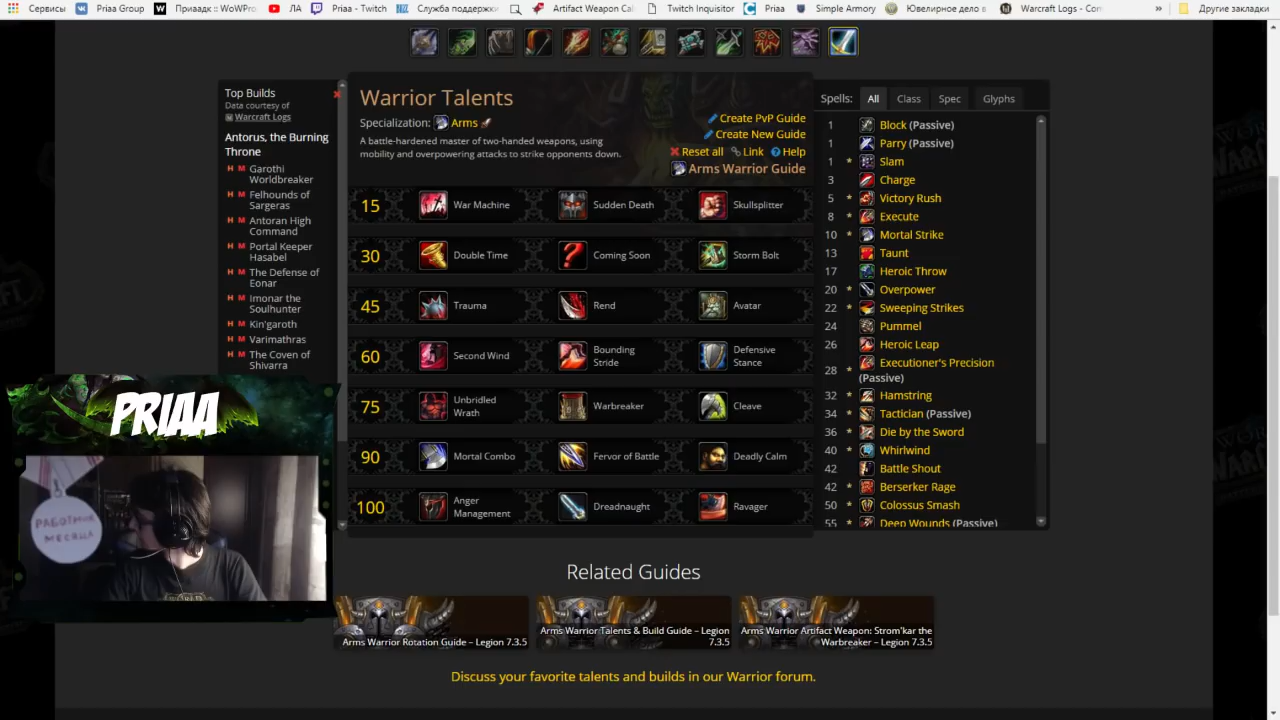 Сервисы
Priaa Group
Приаадк :: WoWPro
ЛА
Priaa - Twitch
Служба поддержки
Artifact Weapon Cal
Twitch Inquisitor
Priaa
Simple Armory
Ювелирное дело в
Warcraft Logs - Com
»
Другие закладки
Top Builds
Data courtesy of
Warcraft Logs
Antorus, the Burning
Throne
H M Garothi
Worldbreaker
H M Felhounds of
Sargeras
H M Antoran High
Command
H M Portal Keeper
Hasabel
H M The Defense of
Eonar
H M Imonar the
Soulhunter
H M Kin'garoth
H M Varimathras
H M The Coven of
Shivarra
Warrior Talents
Specialization: Arms
A battle-hardened master of two-handed weapons, using
mobility and overpowering attacks to strike opponents down.
Create PvP Guide
Create New Guide
Reset all Link Help
Arms Warrior Guide
15 War Machine Sudden Death Skullsplitter
30 Double Time Coming Soon Storm Bolt
45 Trauma Rend Avatar
60 Second Wind Bounding Stride Defensive Stance
75 Unbridled Wrath Warbreaker Cleave
90 Mortal Combo Fervor of Battle Deadly Calm
100 Anger Management Dreadnaught Ravager
Spells: All Class Spec Glyphs
1 Block (Passive)
1 Parry (Passive)
1 * Slam
3 Charge
5 * Victory Rush
8 * Execute
10 * Mortal Strike
13 Taunt
17 Heroic Throw
20 * Overpower
22 * Sweeping Strikes
24 Pummel
26 Heroic Leap
28 * Executioner's Precision
(Passive)
32 * Hamstring
34 * Tactician (Passive)
36 * Die by the Sword
40 * Whirlwind
42 Battle Shout
42 * Berserker Rage
50 * Colossus Smash
55 * Deep Wounds (Passive)
PRIAA
РАБОТНИК
МЕСЯЦА
Related Guides
Arms Warrior Rotation Guide – Legion 7.3.5
Arms Warrior Talents & Build Guide – Legion
7.3.5
Arms Warrior Artifact Weapon: Strom'kar the
Warbreaker – Legion 7.3.5
Discuss your favorite talents and builds in our Warrior forum.